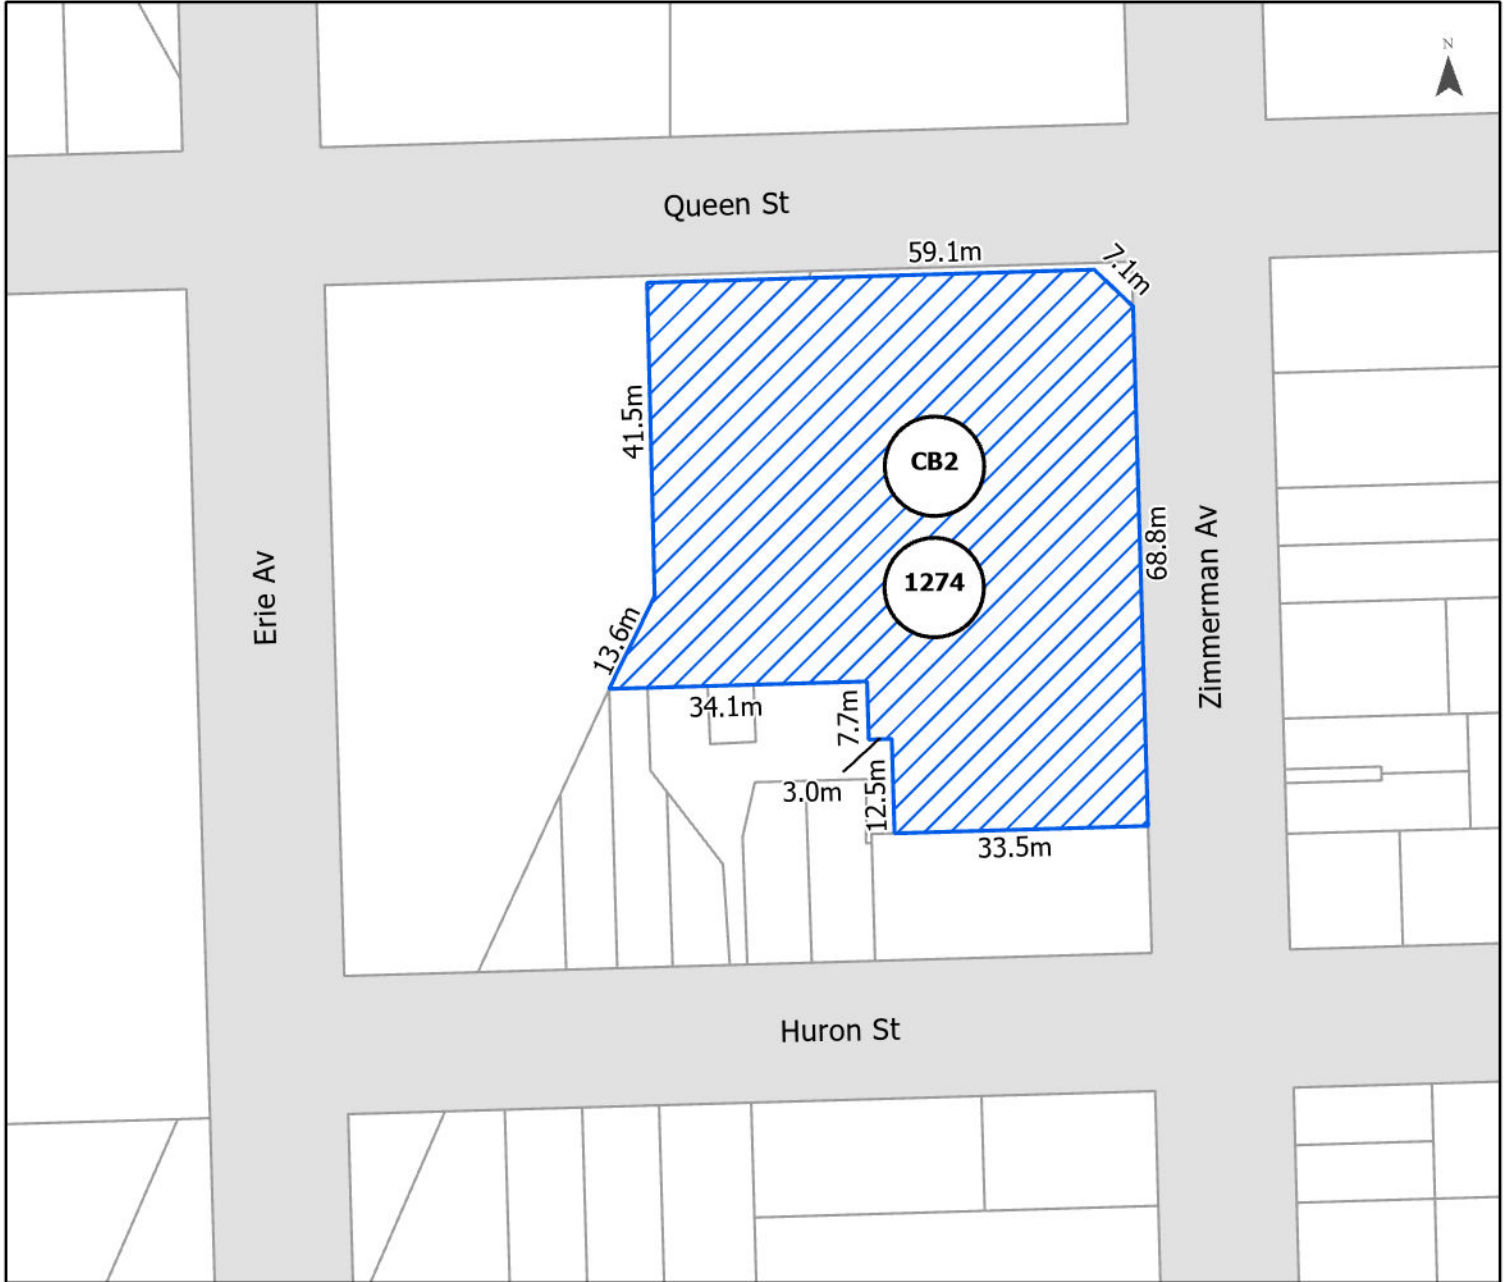 N
Queen St
59.1m
7.1m
41.5m
CB2
68.8m
Zimmerman Av
1274
Erie Av
13.6m
34.1m
7.7m
3.0m
12.5m
33.5m
Huron St